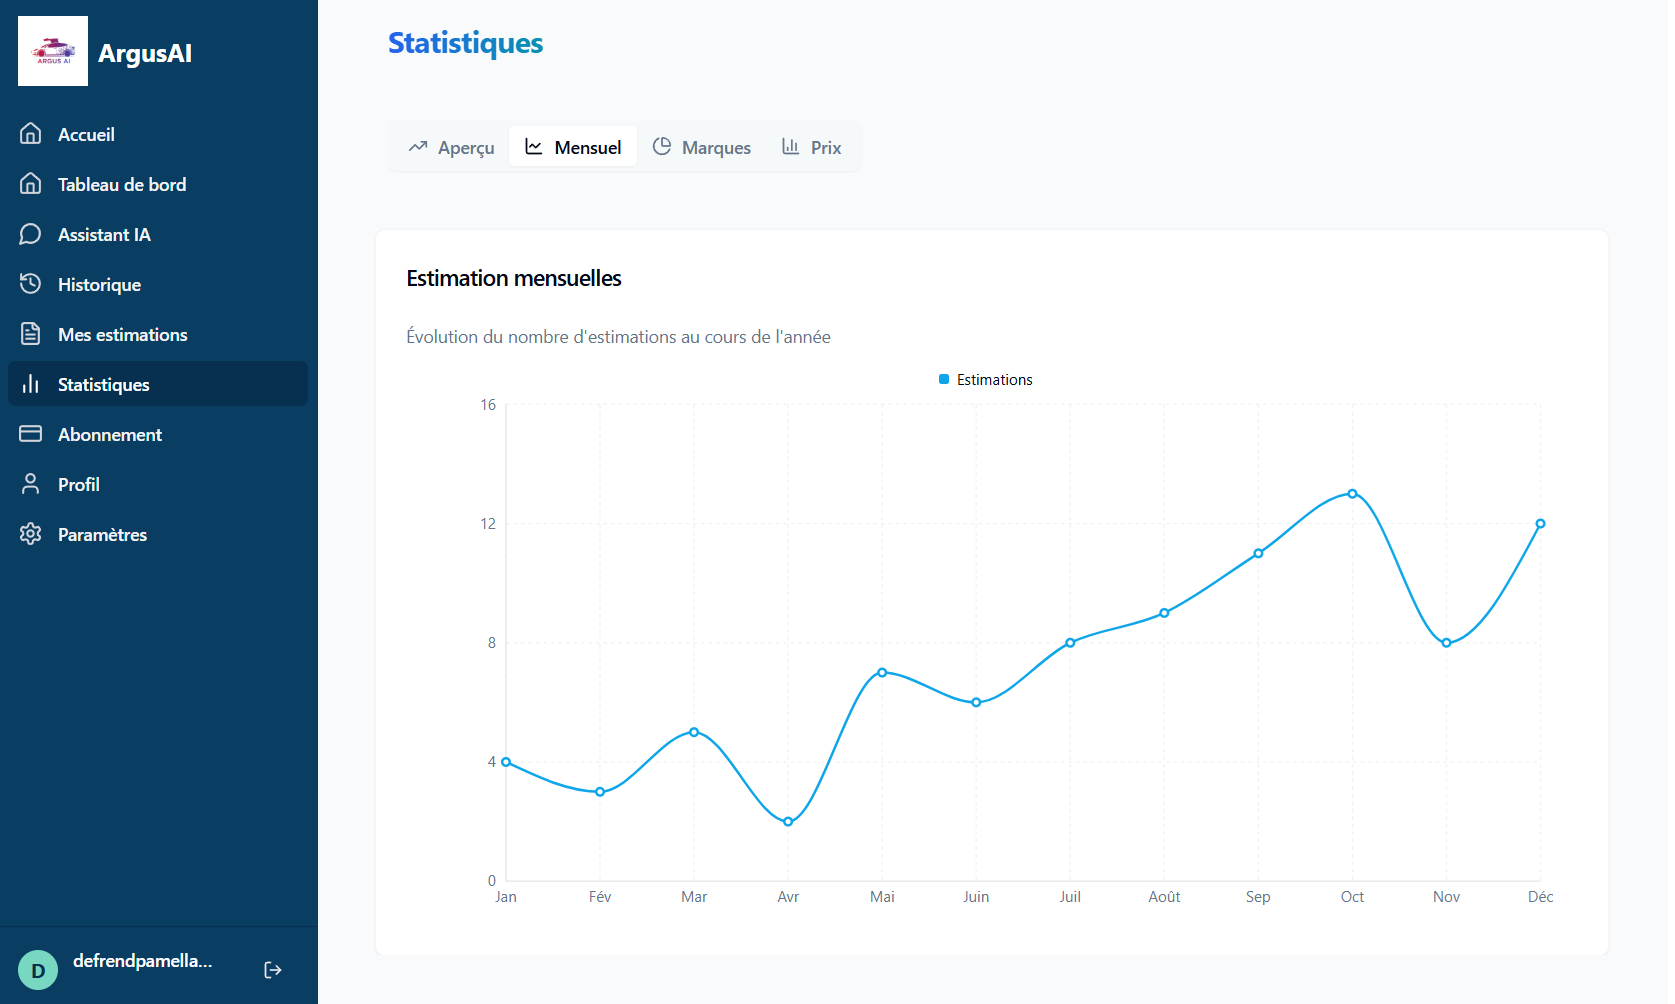 ARGUS AI
ArgusAI
Accueil
Tableau de bord
Assistant IA
Historique
Mes estimations
Statistiques
Abonnement
Profil
Paramètres
D
defrendpamella...
Statistiques
Aperçu
Mensuel
Marques
Prix
Estimation mensuelles
Évolution du nombre d'estimations au cours de l'année
Estimations
16
12
8
4
0
Jan Fév Mar Avr Mai Juin Juil Août Sep Oct Nov Déc